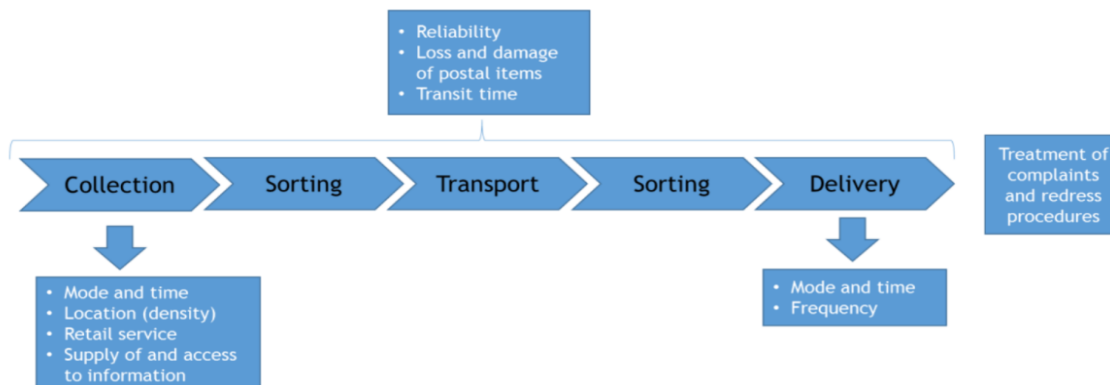 • Reliability
• Loss and damage
of postal items
• Transit time
Collection
Sorting
Transport
Sorting
Delivery
Treatment of
complaints
and redress
procedures
• Mode and time
• Location (density)
• Retail service
• Supply of and access
to information
• Mode and time
• Frequency